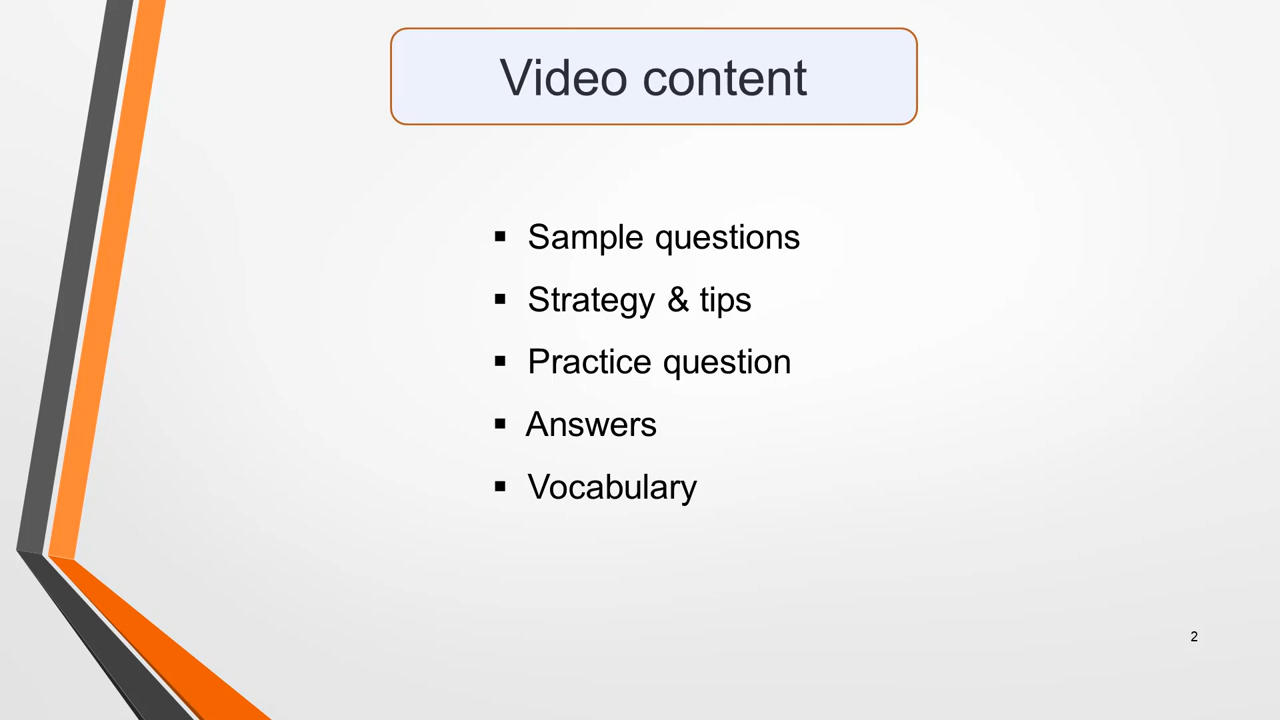 Video content
▪ Sample questions
▪ Strategy & tips
▪ Practice question
▪ Answers
▪ Vocabulary
2